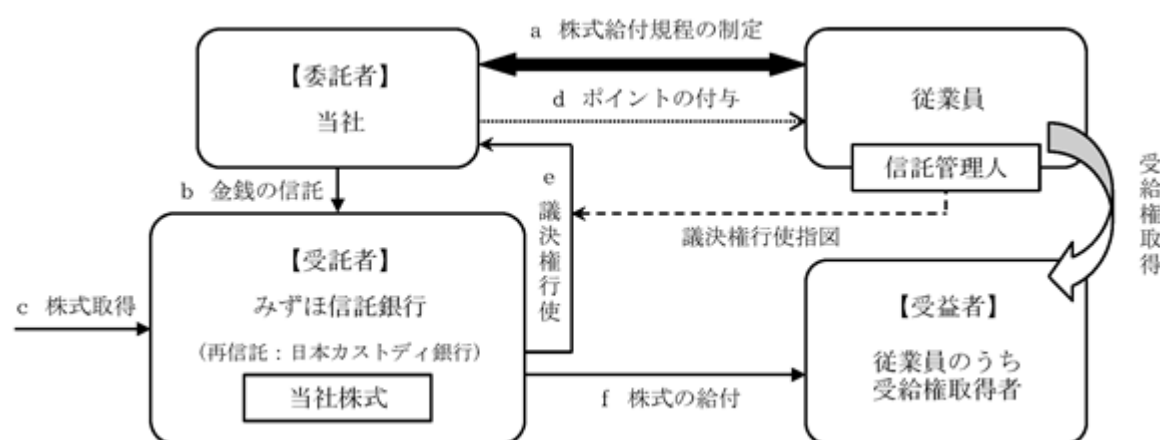 a 株式給付規程の制定
【委託者】
当社
d ポイントの付与
従業員
信託管理人
b 金銭の信託
e 議決権行使
議決権行使指図
受給権取得
【受託者】
みずほ信託銀行
(再信託：日本カストディ銀行)
当社株式
c 株式取得
【受益者】
従業員のうち
受給権取得者
f 株式の給付